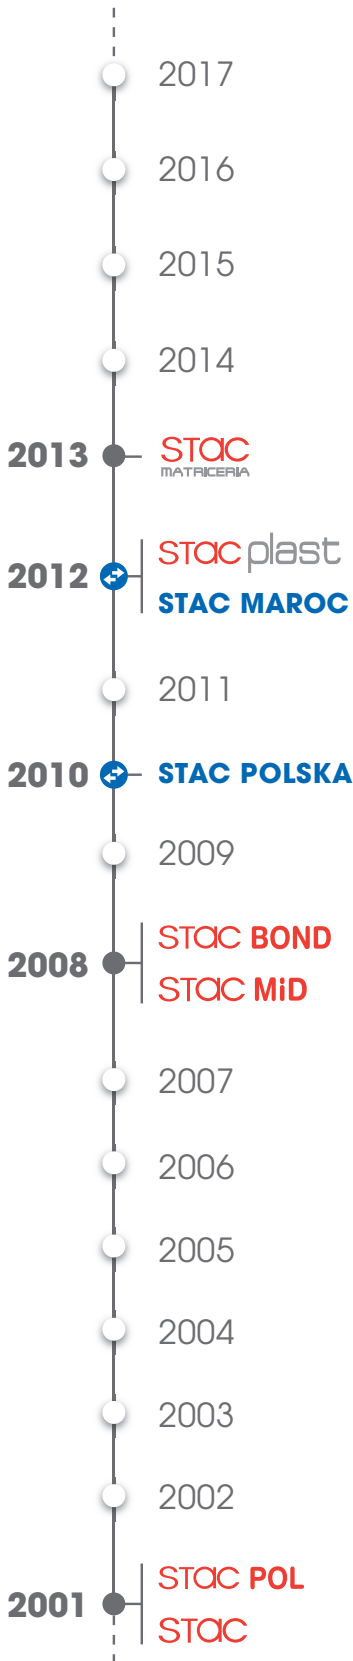 2017
2016
2015
2014
2013
STAC
MATRICERIA
2012
STAC plast
STAC MAROC
2011
2010
STAC POLSKA
2009
2008
STAC BOND
STAC MiD
2007
2006
2005
2004
2003
2002
2001
STAC POL
STAC